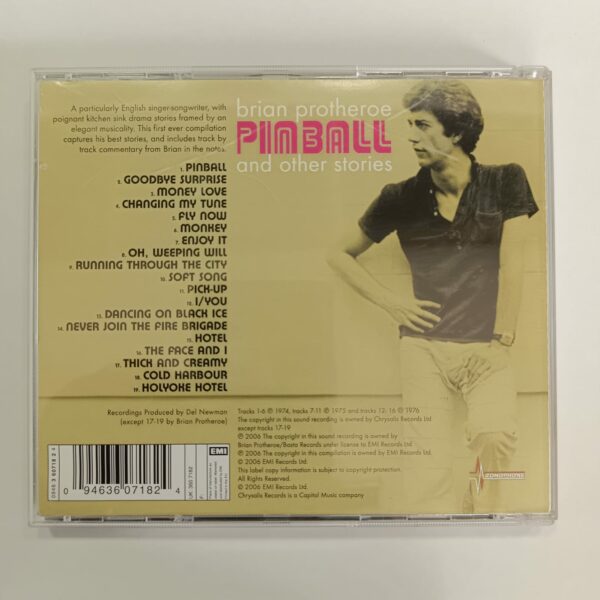 A particularly English singer-songwriter, with
poignant kitchen sink drama stories framed by an
elegant musicality. This first ever compilation
captures his best stories, and includes track by
track commentary from Brian in the notes.
brian protheroe
PINBALL
and other stories
1. PINBALL
2. GOODBYE SURPRISE
3. MONEY LOVE
4. CHANGING MY TUNE
5. FLY NOW
6. MONKEY
7. ENJOY IT
8. OH, WEEPING WILL
9. RUNNING THROUGH THE CITY
10. SOFT SONG
11. PICK-UP
12. I/YOU
13. DANCING ON BLACK ICE
14. NEVER JOIN THE FIRE BRIGADE
15. HOTEL
16. THE FACE AND I
17. THICK AND CREAMY
18. COLD HARBOUR
19. HOLYOKE HOTEL
Recordings Produced by Del Newman
(except 17-19 by Brian Protheroe)
Tracks 1-6 ℗ 1974, tracks 7-11 ℗ 1975 and tracks 12-16 ℗ 1976
The copyright in this sound recording is owned by Chrysalis Records Ltd
except tracks 17-19
℗ 2006 The copyright in this sound recording is owned by
Brian Protheroe/Basta Records under license to EMI Records Ltd.
℗ 2006 The copyright in this compilation is owned by EMI Records Ltd.
© 2006 EMI Records Ltd.
This label copy information is subject to copyright protection.
All Rights Reserved.
© 2006 EMI Records Ltd.
Chrysalis Records is a Capitol Music company
0946 3 60718 2 4
0 94636 07182 4
UK: 360 7182
EMI
ZONOPHONE